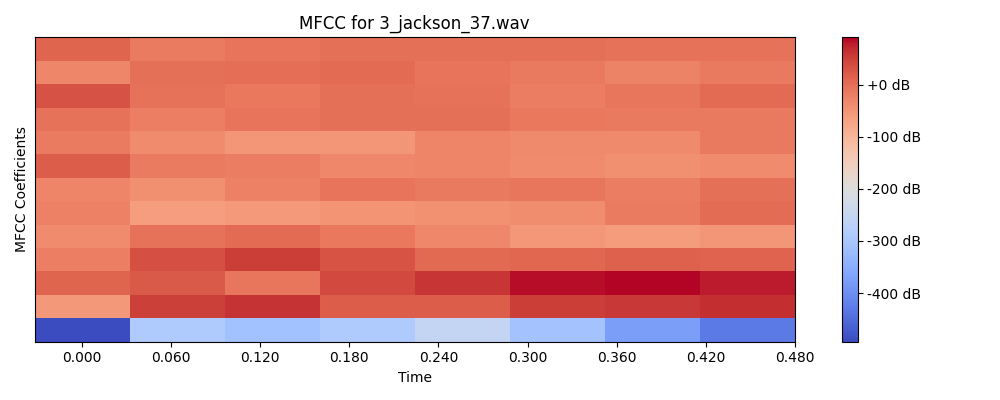 MFCC for 3_jackson_37.wav
MFCC Coefficients
0.000 0.060 0.120 0.180 0.240 0.300 0.360 0.420 0.480
Time
+0 dB
-100 dB
-200 dB
-300 dB
-400 dB